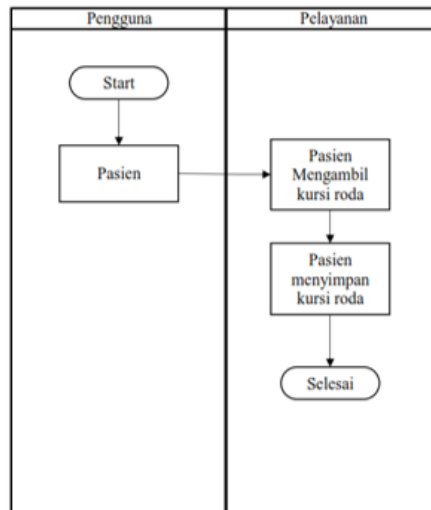 Pengguna
Pelayanan
Start
Pasien
Pasien
Mengambil
kursi roda
Pasien
menyimpan
kursi roda
Selesai